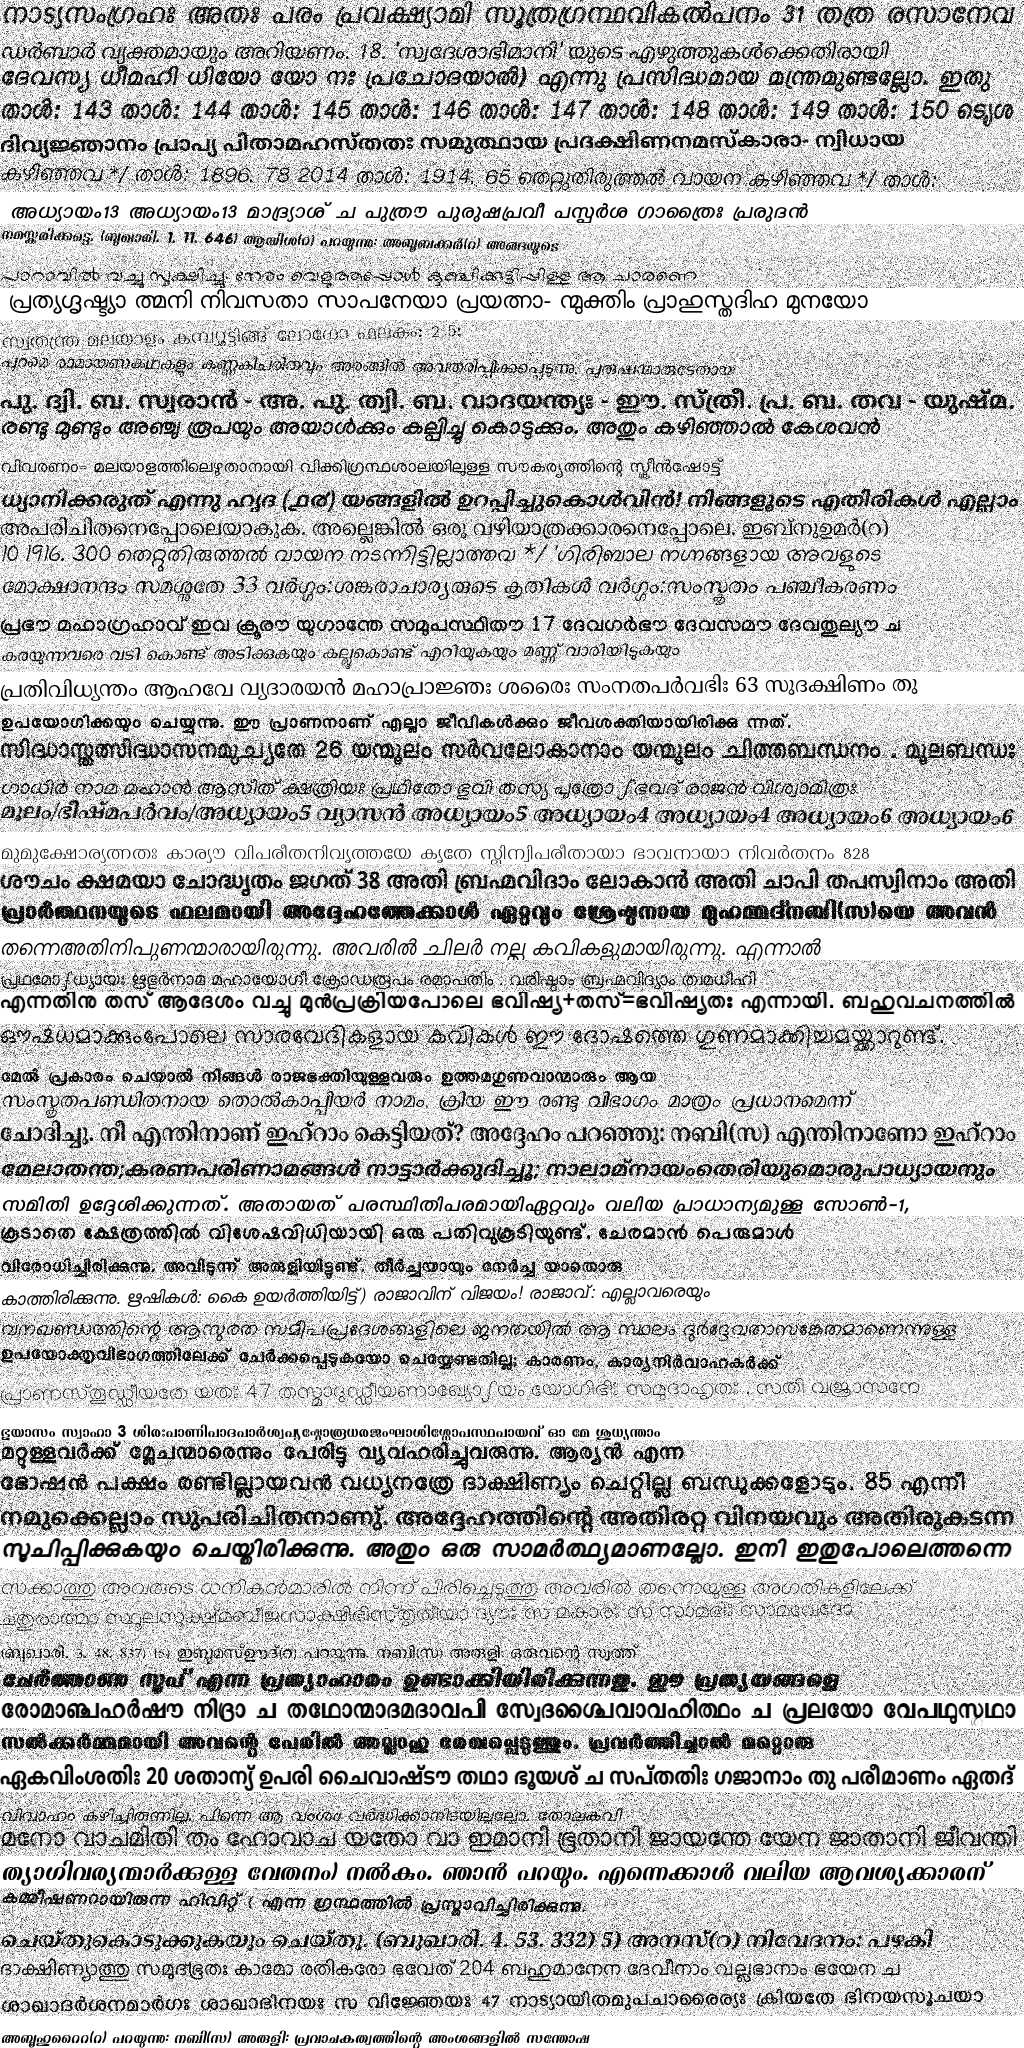 നാട്യസംഗ്രഹഃ അതഃ പരം പ്രവക്ഷ്യാമി സൂത്രഗ്രന്ഥവികൽപനം 31 തത്ര രസാനേവ
ഡർബാർ വ്യക്തമായും അറിയണം. 18. 'സ്വദേശാഭിമാനി' യുടെ എഴുത്തുകൾക്കെതിരായി
ദേവസ്യ ധീമഹി ധിയോ യോ നഃ പ്രചോദയാൽ) എന്നു പ്രസിദ്ധമായ മന്ത്രമുണ്ടല്ലോ. ഇതു
താൾ: 143 താൾ: 144 താൾ: 145 താൾ: 146 താൾ: 147 താൾ: 148 താൾ: 149 താൾ: 150 ട്യെശ
ദിവ്യജ്ഞാനം പ്രാപ്യ പിതാമഹസ്തതഃ സമുത്ഥായ പ്രദക്ഷിണനമസ്കാരാ- ന്വിധായ
കഴിഞ്ഞവ */ താൾ: 1896. 78 2014 താൾ: 1914. 65 തെറ്റുതിരുത്തൽ വായന കഴിഞ്ഞവ */ താൾ:
അധ്യായം13 അധ്യായം13 മാദ്ര്യാശ് ച പുത്രൗ പുരുഷപ്രവീ പസ്പർശ ഗാത്രൈഃ പ്രരുദൻ
നമസ്കരിക്കട്ടെ. (ബുഖാരി. 1. 11. 646) ആയിശ(റ) പറയുന്നു: അബൂബക്കർ(റ) അങ്ങയുടെ
പാറാവിൽ വച്ചു സൂക്ഷിച്ചു. നേരം വെളുത്തപ്പോൾ കുഞ്ചിക്കുട്ടിപ്പിള്ള ആ ചാരണെ
പ്രത്യഗ്ദൃഷ്ട്യാ ത്മനി നിവസതാ സാപനേയാ പ്രയത്നാ- ന്മുക്തിം പ്രാഹുസ്തദിഹ മുനയോ
സ്വതന്ത്ര മലയാളം കമ്പ്യൂട്ടിങ്ങ് ലോഗോ ഫലകം: 2.5:
പുറമെ രാമായണകഥകളും കണ്ണകിചരിതവും അരങ്ങിൽ അവതരിപ്പിക്കപ്പെട്ടുന്നു. പുരുഷന്മാരുടേതായ
പു. ദ്വി. ബ. സ്വരാൻ - അ. പു. ത്വി. ബ. വാദയന്ത്യഃ - ഈ. സ്ത്രീ. പ്ര. ബ. തവ - യുഷ്മ.
രണ്ടു മുണ്ടും അഞ്ചു രൂപയും അയാൾക്കും കല്പിച്ചു കൊടുക്കും. അതും കഴിഞ്ഞാൽ കേശവൻ
വിവരണം= മലയാളത്തിലെഴുതാനായി വിക്കിഗ്രന്ഥശാലയിലുള്ള സൗകര്യത്തിന്റെ സ്ക്രീൻഷോട്ട്
ധ്യാനിക്കരുത് എന്നു ഹൃദ (൧൪) യങ്ങളിൽ ഉറപ്പിച്ചുകൊൾവിൻ! നിങ്ങളുടെ എതിരികൾ എല്ലാം
അപരിചിതനെപ്പോലെയാകുക. അല്ലെങ്കിൽ ഒരു വഴിയാത്രക്കാരനെപ്പോലെ. ഇബ്നുഉമർ(റ)
10 1916. 300 തെറ്റുതിരുത്തൽ വായന നടന്നിട്ടില്ലാത്തവ */ 'ഗിരിബാല നഗ്നങ്ങളായ അവളുടെ
മോക്ഷാനന്ദം സമശ്നുതേ 33 വർഗ്ഗം:ശങ്കരാചാര്യരുടെ കൃതികൾ വർഗ്ഗം:സംസ്കൃതം പഞ്ചീകരണം
പ്രഭൗ മഹാഗ്രഹാവ് ഇവ ക്രൂരൗ യുഗാന്തേ സമുപസ്ഥിതൗ 17 ദേവഗർഭൗ ദേവസമൗ ദേവതുല്യൗ ച
കരയുന്നവരെ വടി കൊണ്ട് അടിക്കുകയും കല്ലുകൊണ്ട് എറിയുകയും മണ്ണ് വാരിയിടുകയും
പ്രതിവിധ്യന്തം ആഹവേ വ്യദാരയൻ മഹാപ്രാജ്ഞഃ ശരൈഃ സംനതപർവഭിഃ 63 സുദക്ഷിണം തു
ഉപയോഗിക്കയും ചെയ്യുന്നു. ഈ പ്രാണനാണ് എല്ലാ ജീവികൾക്കും ജീവശക്തിയായിരിക്കു ന്നത്.
സിദ്ധാസ്തത്സിദ്ധാസനമുച്യതേ 26 യന്മൂലം സർവലോകാനാം യന്മൂലം ചിത്തബന്ധനം . മൂലബന്ധഃ
ഗാധിർ നാമ മഹാൻ ആസീത് ക്ഷത്രിയഃ പ്രഥിതോ ഭുവി തസ്യ പുത്രോ ഽഭവദ് രാജൻ വിശ്വാമിത്രഃ
മൂലം/ഭീഷ്മപർവം/അധ്യായം5 വ്യാസൻ അധ്യായം5 അധ്യായം4 അധ്യായം4 അധ്യായം6 അധ്യായം6
മുമുക്ഷോര്യത്നതഃ കാര്യൗ വിപരീതനിവൃത്തയേ കൃതേ സ്മിന്വിപരീതായാ ഭാവനായാ നിവർതനം 828
ശൗചം ക്ഷമയാ ചോദ്ധൃതം ജഗത് 38 അതി ബ്രഹ്മവിദാം ലോകാൻ അതി ചാപി തപസ്വിനാം അതി
പ്രാർത്ഥനയുടെ ഫലമായി അദ്ദേഹത്തേക്കാൾ ഏറ്റവും ശ്രേഷ്ഠനായ മുഹമ്മദ്നബി(സ)യെ അവൻ
തന്നെഅതിനിപുണന്മാരായിരുന്നു. അവരിൽ ചിലർ നല്ല കവികളുമായിരുന്നു. എന്നാൽ
പ്രഥമോഽധ്യായഃ ഋഭുർനാമ മഹായോഗീ ക്രോഡരൂപം രമാപതിം . വരിഷ്ഠാം ബ്രഹ്മവിദ്യാം ത്വമധീഹി
എന്നതിനു തസ് ആദേശം വച്ചു മുൻപ്രക്രിയപോലെ ഭവിഷ്യ+തസ്=ഭവിഷ്യതഃ എന്നായി. ബഹുവചനത്തിൽ
ഔഷധമാക്കുംപോലെ സാരവേദികളായ കവികൾ ഈ ദോഷത്തെ ഗുണമാക്കിച്ചമയ്ക്കാറുണ്ട്.
മേൽ പ്രകാരം ചെയാൽ നിങ്ങൾ രാജഭക്തിയുള്ളവരും ഉത്തമഗുണവാന്മാരും ആയ
സംസ്കൃതപണ്ഡിതനായ തൊൽകാപ്പിയർ നാമം, ക്രിയ ഈ രണ്ടു വിഭാഗം മാത്രം പ്രധാനമെന്ന്
ചോദിച്ചു. നീ എന്തിനാണ് ഇഹ്റാം കെട്ടിയത്? അദ്ദേഹം പറഞ്ഞു: നബി(സ) എന്തിനാണോ ഇഹ്റാം
മേലാതന്ത;കരണപരിണാമങ്ങൾ നാട്ടാർക്കുദിച്ചൂ; നാലാമ്നായംതെരിയുമൊരുപാധ്യായനും
സമിതി ഉദ്ദേശിക്കുന്നത്. അതായത് പരസ്ഥിതിപരമായിഏറ്റവും വലിയ പ്രാധാന്യമുള്ള സോൺ-1,
കൂടാതെ ക്ഷേത്രത്തിൽ വിശേഷവിധിയായി ഒരു പതിവുകൂടിയുണ്ട്. ചേരമാൻ പെരുമാൾ
വിരോധിച്ചിരിക്കുന്നു. അവിടുന്ന് അരുളിയിട്ടുണ്ട്. തീർച്ചയായും നേർച്ച യാതൊരു
കാത്തിരിക്കുന്നു. ഋഷികൾ: കൈ ഉയർത്തിയിട്ട്) രാജാവിന് വിജയം! രാജാവ്: എല്ലാവരെയും
വനഖണ്ഡത്തിന്റെ ആസുരത സമീപപ്രദേശങ്ങളിലെ ജനതയിൽ ആ സ്ഥലം ദുർദ്ദേവതാസങ്കേതമാണെന്നുള്ള
ഉപയോക്തൃവിഭാഗത്തിലേക്ക് ചേർക്കപ്പെടുകയോ ചെയ്യേണ്ടതില്ല; കാരണം, കാര്യനിർവാഹകർക്ക്
പ്രാണസ്തൂഡ്ഡീയതേ യതഃ 47 തസ്മാദുഡ്ഡീയണാഖ്യോഽയം യോഗിഭിഃ സമുദാഹൃതഃ . സതി വജ്രാസനേ
ഭൂയാസം സ്വാഹാ 3 ശിരഃപാണിപാദപാർശ്വപൃഷ്ഠോരൂധരജംഘാശിശ്നോപസ്ഥപായവ് ഓ മേ ശുധ്യന്താം
മറ്റുള്ളവർക്ക് മ്ലേച്ഛന്മാരെന്നും പേരിട്ടു വ്യവഹരിച്ചുവരുന്നു. ആര്യൻ എന്ന
ഭോഷൻ പക്ഷം രണ്ടില്ലായവൻ വധ്യനത്രേ ദാക്ഷിണ്യം ചെറ്റില്ല ബന്ധുക്കളോടും. 85 എന്നീ
നമുക്കെല്ലാം സുപരിചിതനാണു്. അദ്ദേഹത്തിന്റെ അതിരറ്റ വിനയവും അതിരുകടന്ന
സൂചിപ്പിക്കുകയും ചെയ്തിരിക്കുന്നു. അതും ഒരു സാമർത്ഥ്യമാണല്ലോ. ഇനി ഇതുപോലെത്തന്നെ
സക്കാത്തു അവരുടെ ധനികൻമാരിൽ നിന്ന് പിരിച്ചെടുത്തു അവരിൽ തന്നെയുള്ള അഗതികളിലേക്ക്
ചതുരാത്മാ സ്ഥൂലസൂക്ഷ്മബീജസാക്ഷിഭിസ്തൃതീയാ ദ്യൗഃ സ മകാരഃ സ സാമഭിഃ സാമവേദോ
(ബുഖാരി. 3. 48. 837) 15) ഇബ്നുമസ്ഊദ്(റ) പറയുന്നു. നബി(സ) അരുളി: ഒരുവന്റെ സ്വത്ത്
ചേർത്താണു സുപ് എന്ന പ്രത്യാഹാരം ഉണ്ടാക്കിയിരിക്കുന്നതു. ഈ പ്രത്യയങ്ങളെ
രോമാഞ്ചഹർഷൗ നിദ്രാ ച തഥോന്മാദമദാവപി സ്വേദശ്ചൈവാവഹിത്ഥം ച പ്രലയോ വേപഥുസ്തഥാ
സൽക്കർമ്മമായി അവന്റെ പേരിൽ അല്ലാഹു രേഖപ്പെടുത്തും. പ്രവർത്തിച്ചാൽ മറ്റൊരു
ഏകവിംശതിഃ 20 ശതാന്യ് ഉപരി ചൈവാഷ്ടൗ തഥാ ഭൂയശ് ച സപ്തതിഃ ഗജാനാം തു പരീമാണം ഏതദ്
വിവാഹം കഴിച്ചിരുന്നില്ല. പിന്നെ ആ വംശം വർദ്ധിക്കാനിടയില്ലല്ലോ. തോലകവി
മനോ വാചമിതി തം ഹോവാച യതോ വാ ഇമാനി ഭൂതാനി ജായന്തേ യേന ജാതാനി ജീവന്തി
ത്യാഗിവര്യന്മാർക്കുള്ള വേതനം) നൽകും. ഞാൻ പറയും. എന്നെക്കാൾ വലിയ ആവശ്യക്കാരന്
കമ്മീഷണറായിരുന്ന ഹിവിറ്റ് ( എന്ന ഗ്രന്ഥത്തിൽ പ്രസ്താവിച്ചിരിക്കുന്നു.
ചെയ്തുകൊടുക്കുകയും ചെയ്തു. (ബുഖാരി. 4. 53. 332) 5) അനസ്(റ) നിവേദനം: പഴകി
ദാക്ഷിണ്യാത്തു സമുദ്ഭൂതഃ കാമോ രതികരോ ഭവേത് 204 ബഹുമാനേന ദേവീനാം വല്ലഭാനാം ഭയേന ച
ശാഖാദർശനമാർഗഃ ശാഖാഭിനയഃ സ വിജ്ഞേയഃ 47 നാട്യായിതമുപചാരൈര്യഃ ക്രിയതേ ഭിനയസൂചയാ
അബൂഹുറൈറ(റ) പറയുന്നു: നബി(സ) അരുളി: പ്രവാചകത്വത്തിന്റെ അംശങ്ങളിൽ സന്തോഷ